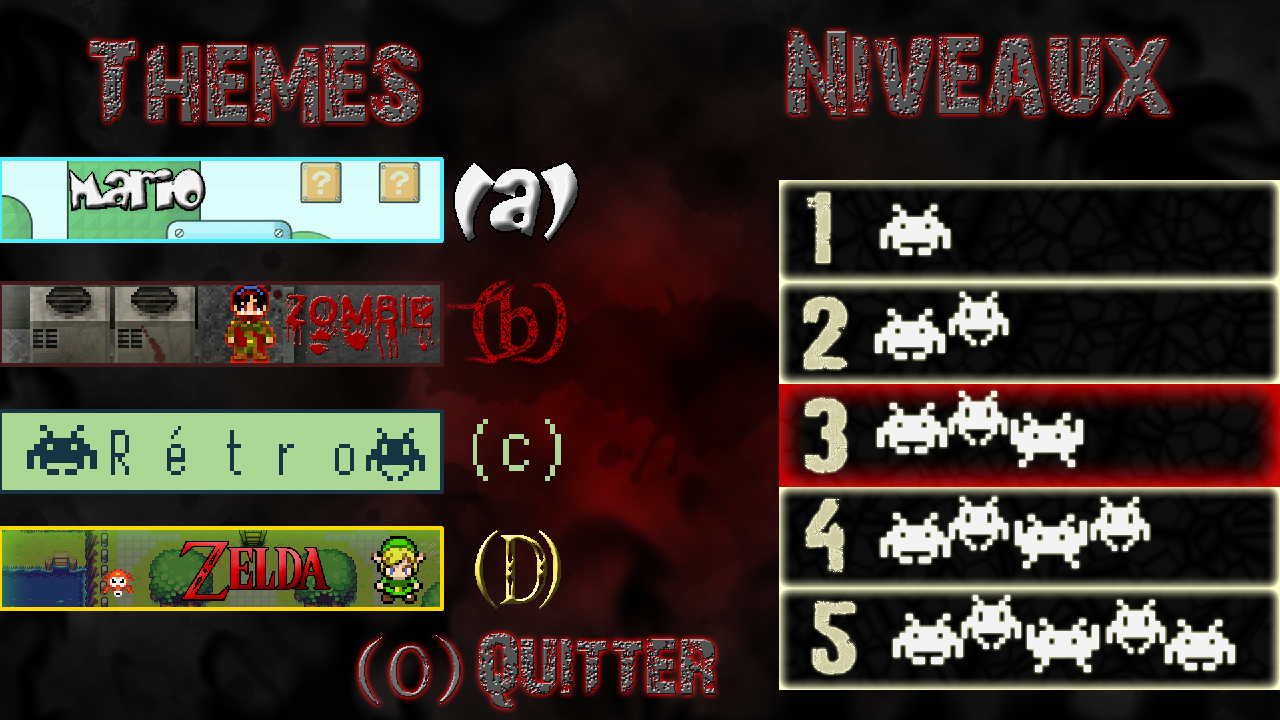 THEMES
Mario (a)
ZOMBIE (b)
Rétro (c)
ZELDA (D)
(O) QUITTER
NIVEAUX
1
2
3
4
5